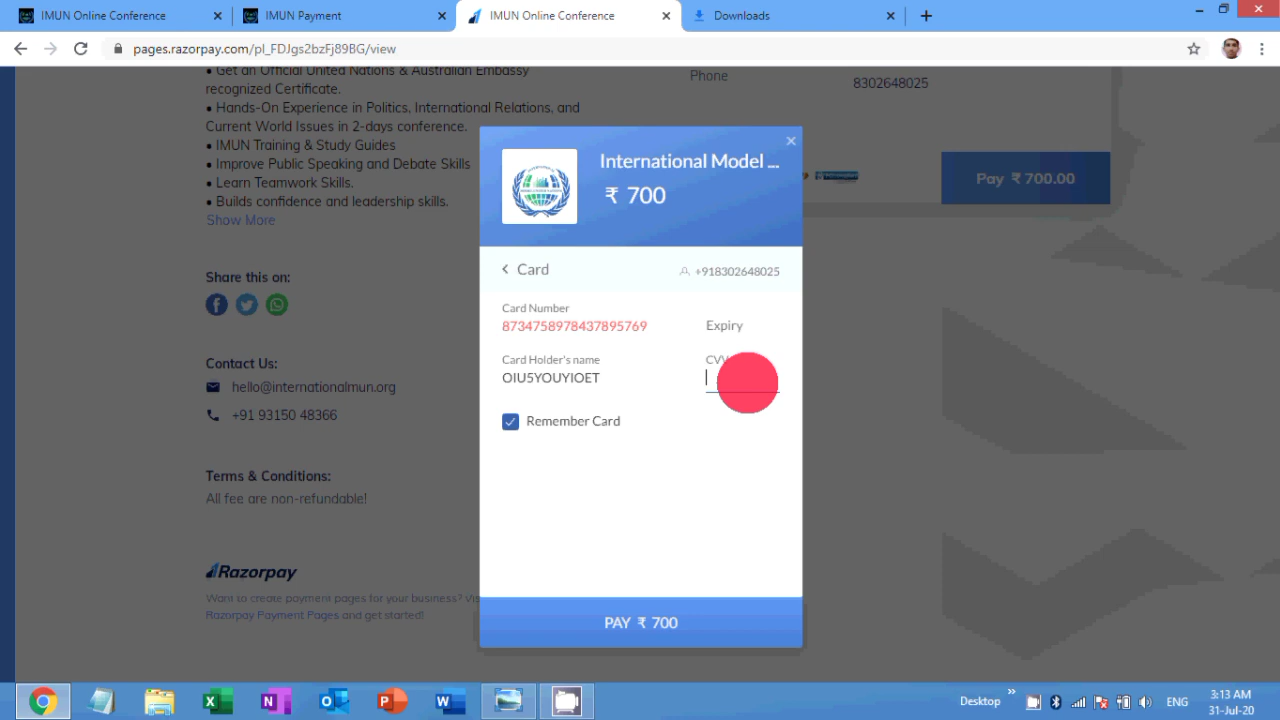 IMUN Online Conference
IMUN Payment
IMUN Online Conference
Downloads
pages.razorpay.com/pl_FDJgs2bzFj89BG/view
• Get an Official United Nations & Australian Embassy
recognized Certificate.
• Hands-On Experience in Politics, International Relations, and
Current World Issues in 2-days conference.
• IMUN Training & Study Guides
• Improve Public Speaking and Debate Skills
• Learn Teamwork Skills.
• Builds confidence and leadership skills.
Show More
Share this on:
Contact Us:
hello@internationalmun.org
+91 93150 48366
Terms & Conditions:
All fee are non-refundable!
Razorpay
Want to create payment pages for your business? Vi
Razorpay Payment Pages and get started!
Phone
8302648025
Pay ₹ 700.00
International Model ...
₹ 700
Card
+918302648025
Card Number
8734758978437895769
Expiry
Card Holder's name
OIU5YOUYIOET
CVV
Remember Card
PAY ₹ 700
Desktop
ENG
3:13 AM
31-Jul-20